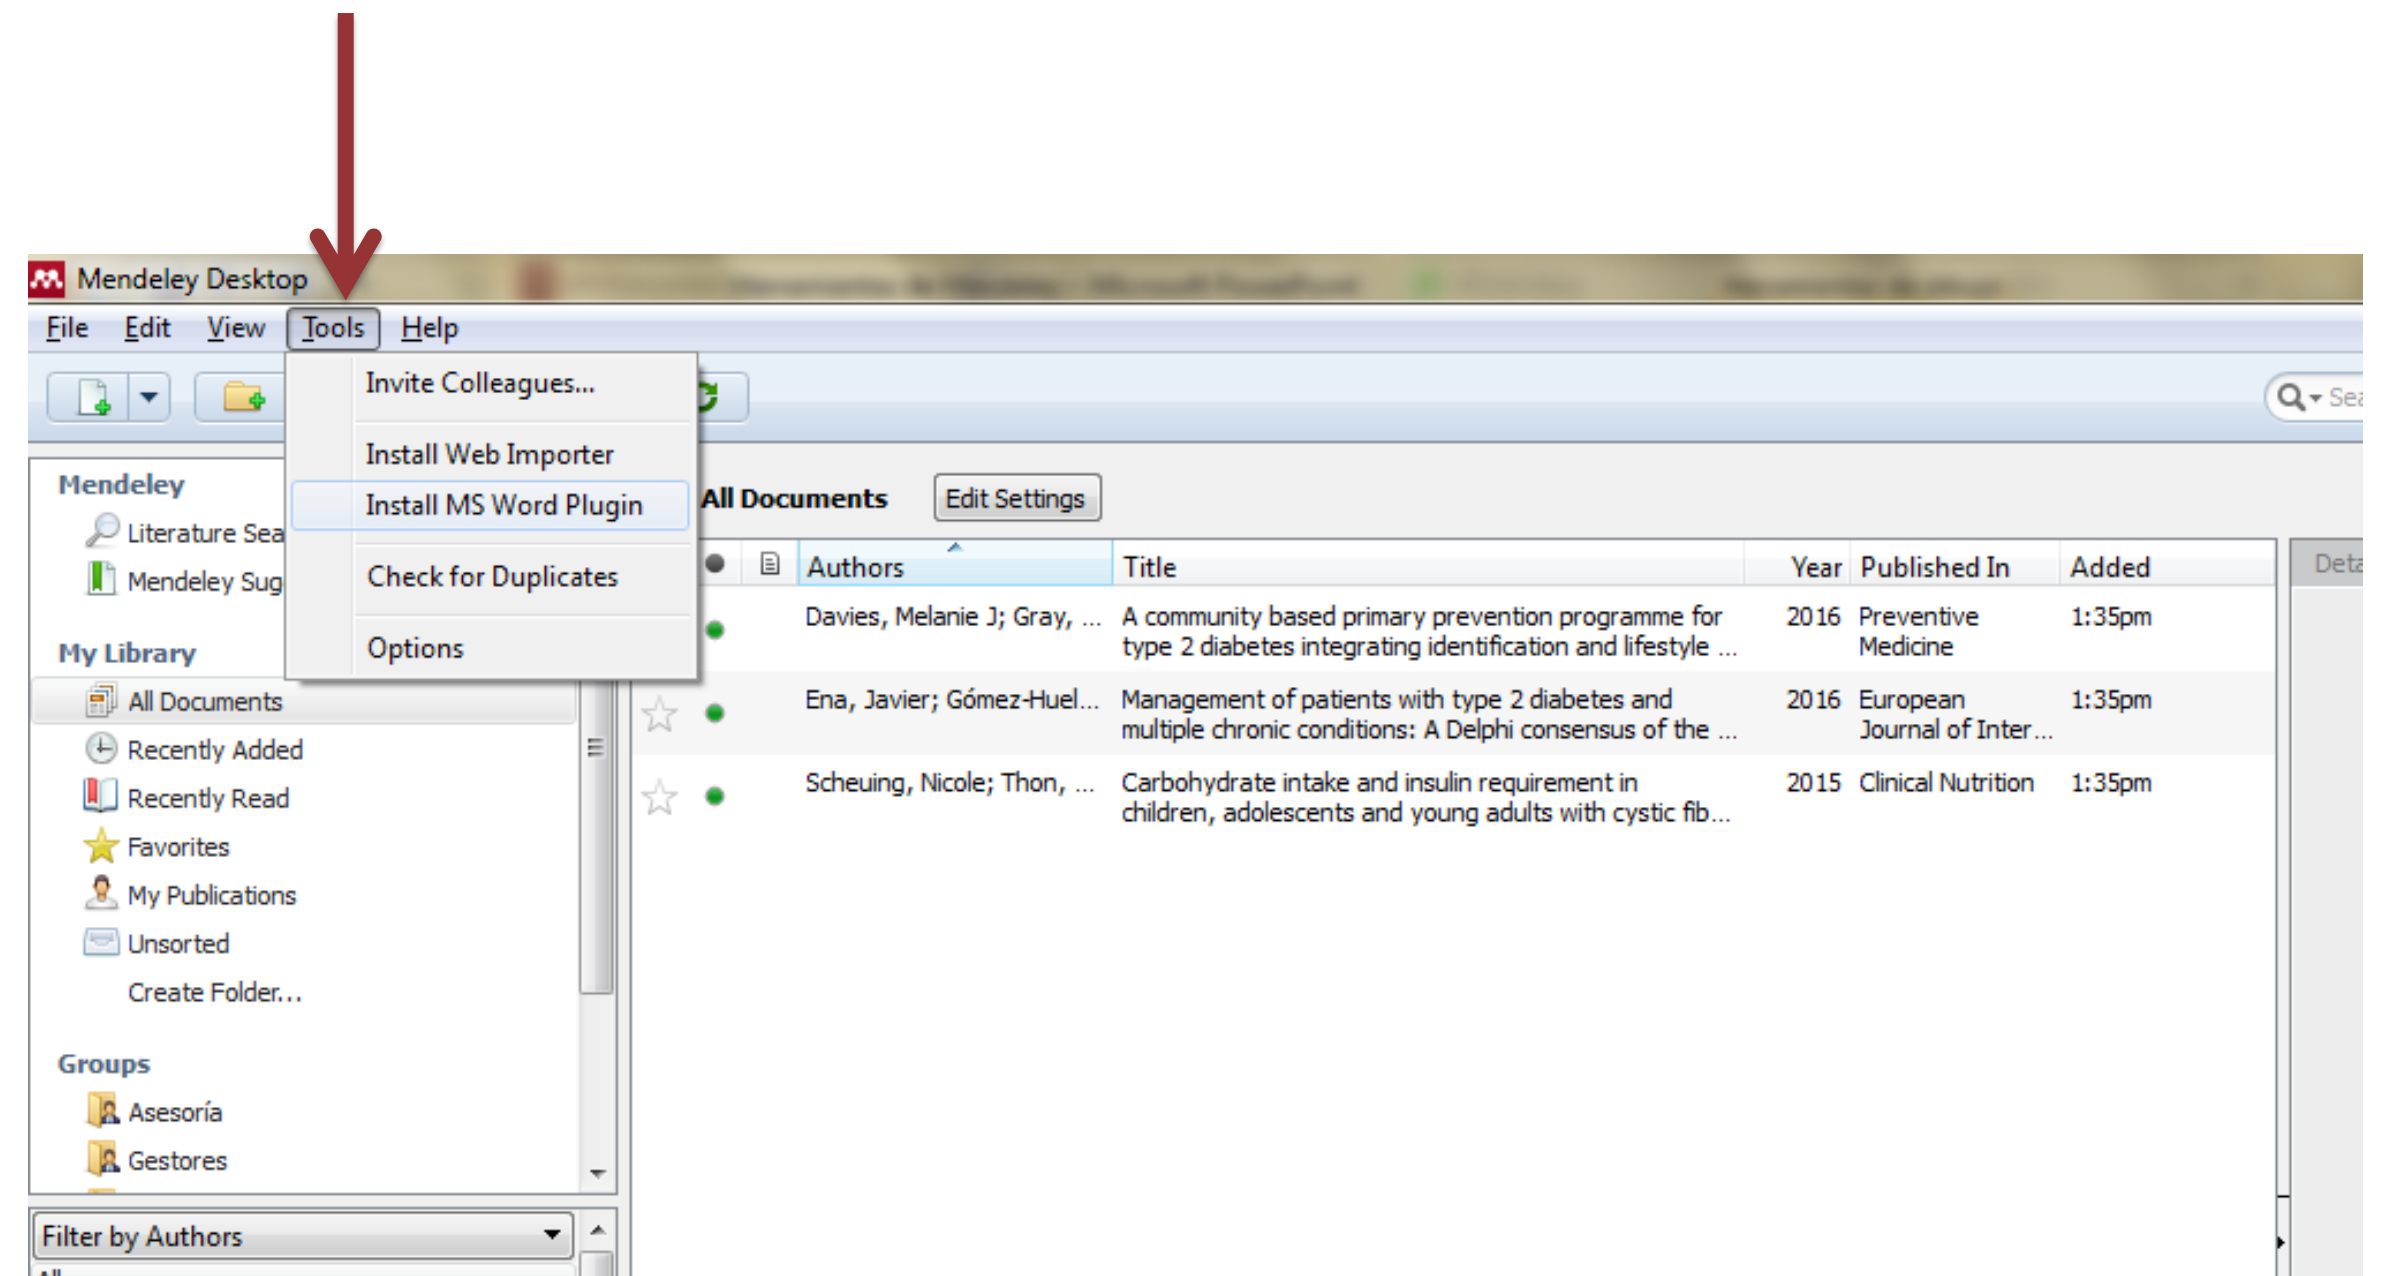 Mendeley Desktop
File Edit View Tools Help
Invite Colleagues...
Install Web Importer
Install MS Word Plugin
Check for Duplicates
Options
Mendeley
Literature Sea
Mendeley Sug
My Library
All Documents
Recently Added
Recently Read
Favorites
My Publications
Unsorted
Create Folder...
Groups
Asesoría
Gestores
Filter by Authors
All
Sea
All Documents Edit Settings
Authors Title Year Published In Added
Davies, Melanie J; Gray, ... A community based primary prevention programme for 2016 Preventive 1:35pm
type 2 diabetes integrating identification and lifestyle ... Medicine
Ena, Javier; Gómez-Huel... Management of patients with type 2 diabetes and 2016 European 1:35pm
multiple chronic conditions: A Delphi consensus of the ... Journal of Inter...
Scheuing, Nicole; Thon, ... Carbohydrate intake and insulin requirement in 2015 Clinical Nutrition 1:35pm
children, adolescents and young adults with cystic fib...
Deta